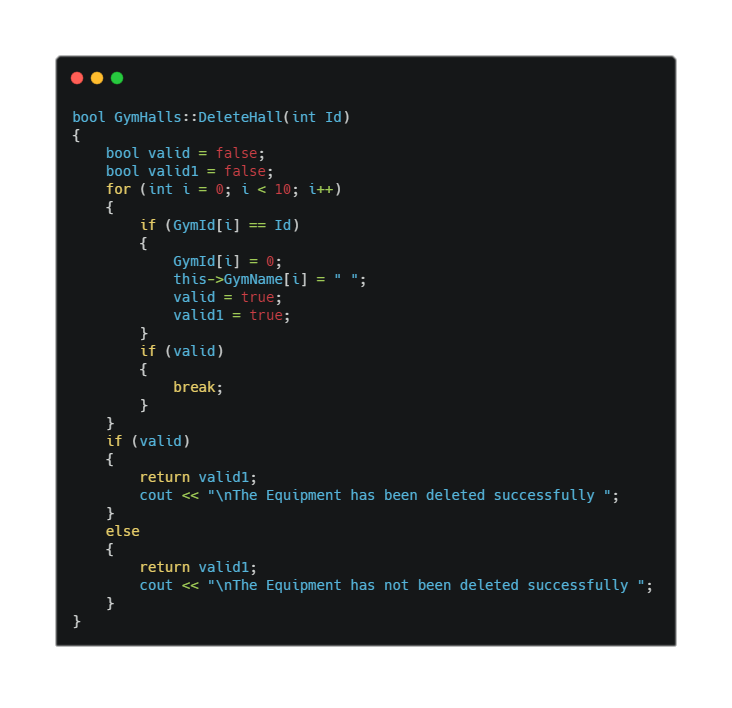 bool GymHalls::DeleteHall(int Id)
{
    bool valid = false;
    bool valid1 = false;
    for (int i = 0; i < 10; i++)
    {
        if (GymId[i] == Id)
        {
            GymId[i] = 0;
            this->GymName[i] = " ";
            valid = true;
            valid1 = true;
        }
        if (valid)
        {
            break;
        }
    }
    if (valid)
    {
        return valid1;
        cout << "\nThe Equipment has been deleted successfully ";
    }
    else
    {
        return valid1;
        cout << "\nThe Equipment has not been deleted successfully ";
    }
}